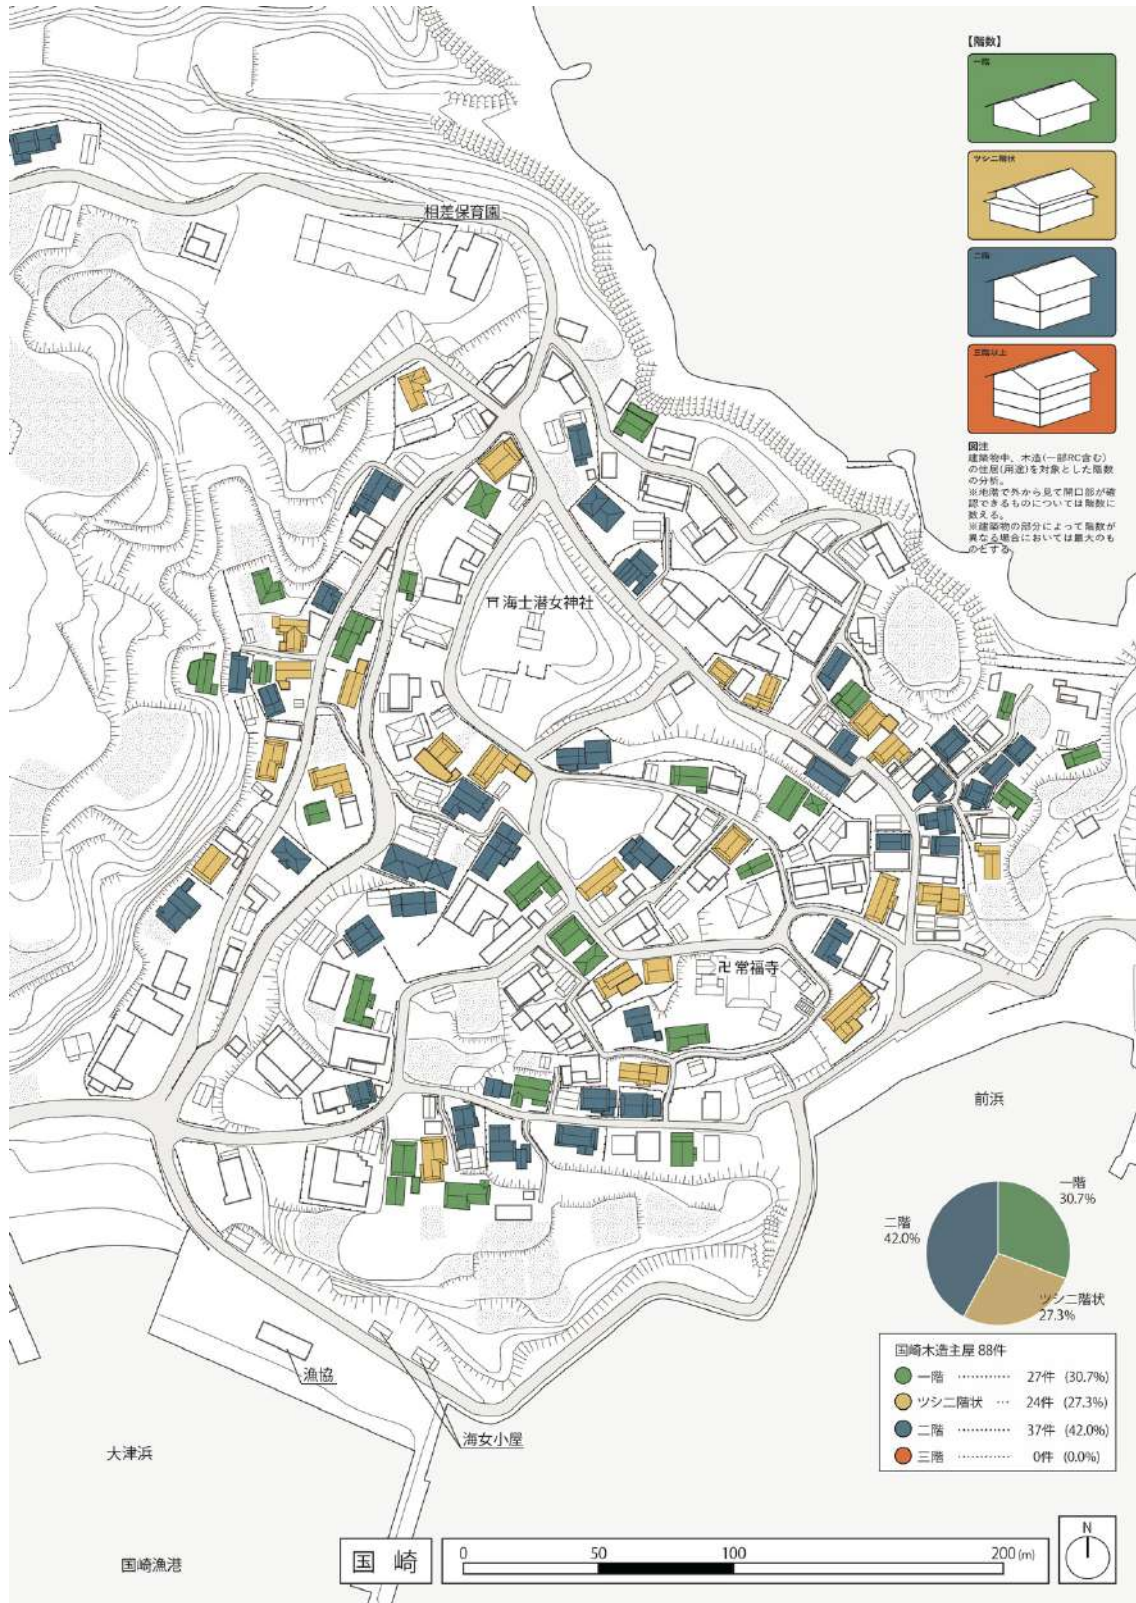 【階数】
一階
ツシ二階状
二階
三階以上
図注
建築物中、木造(一部RC含む)
の住居(用途)を対象とした階数
の分析。
※地階で外から見て開口部が確
認できるものについては階数に
数える。
※建築物の部分によって階数が
異なる場合においては最大のも
のとする
相差保育園
海士潜女神社
卍常福寺
前浜
一階
30.7%
二階
42.0%
ツシ二階状
27.3%
国崎木造主屋 88件
一階 ………… 27件 (30.7%)
ツシ二階状 … 24件 (27.3%)
二階 ………… 37件 (42.0%)
三階 ………… 0件 (0.0%)
漁協
海女小屋
大津浜
国崎漁港
国崎
0 50 100 200 (m)
N